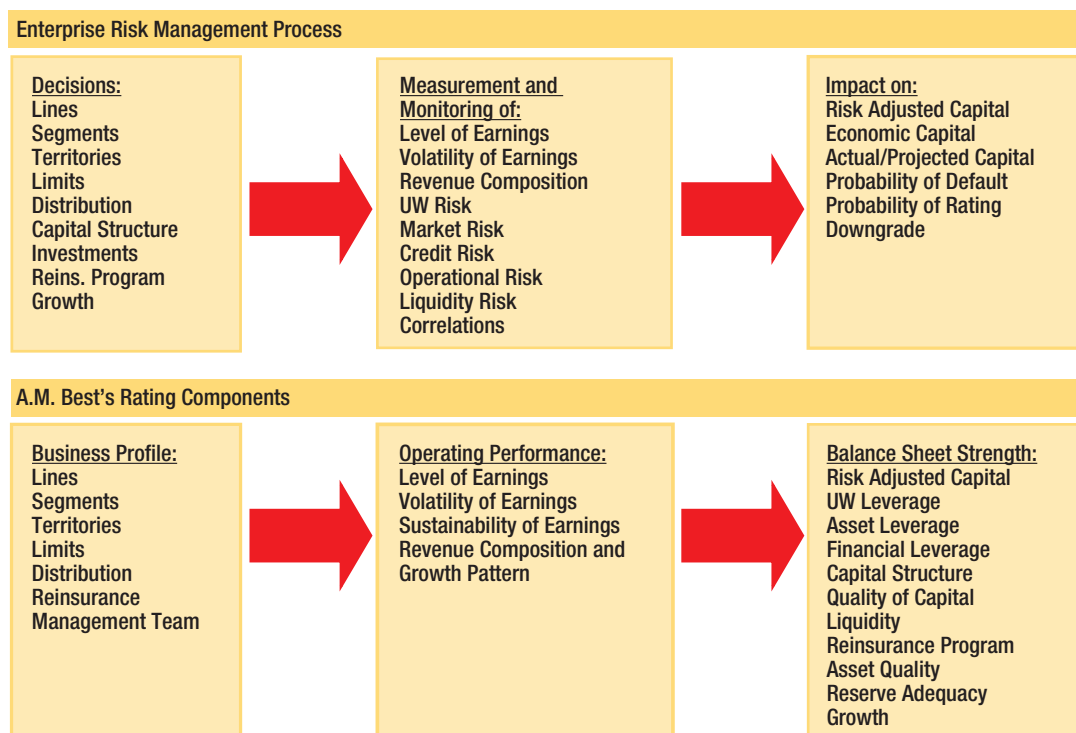 Enterprise Risk Management Process
Decisions:
Lines
Segments
Territories
Limits
Distribution
Capital Structure
Investments
Reins. Program
Growth
Measurement and
Monitoring of:
Level of Earnings
Volatility of Earnings
Revenue Composition
UW Risk
Market Risk
Credit Risk
Operational Risk
Liquidity Risk
Correlations
Impact on:
Risk Adjusted Capital
Economic Capital
Actual/Projected Capital
Probability of Default
Probability of Rating
Downgrade
A.M. Best’s Rating Components
Business Profile:
Lines
Segments
Territories
Limits
Distribution
Reinsurance
Management Team
Operating Performance:
Level of Earnings
Volatility of Earnings
Sustainability of Earnings
Revenue Composition and
Growth Pattern
Balance Sheet Strength:
Risk Adjusted Capital
UW Leverage
Asset Leverage
Financial Leverage
Capital Structure
Quality of Capital
Liquidity
Reinsurance Program
Asset Quality
Reserve Adequacy
Growth